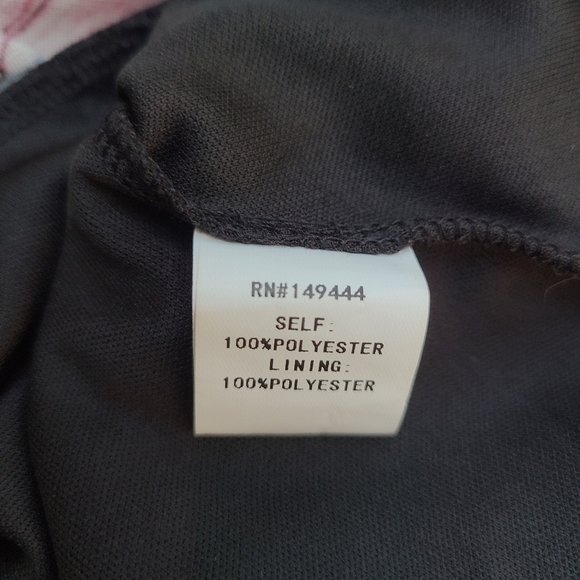 RN#149444
SELF:
100%POLYESTER
LINING:
100%POLYESTER